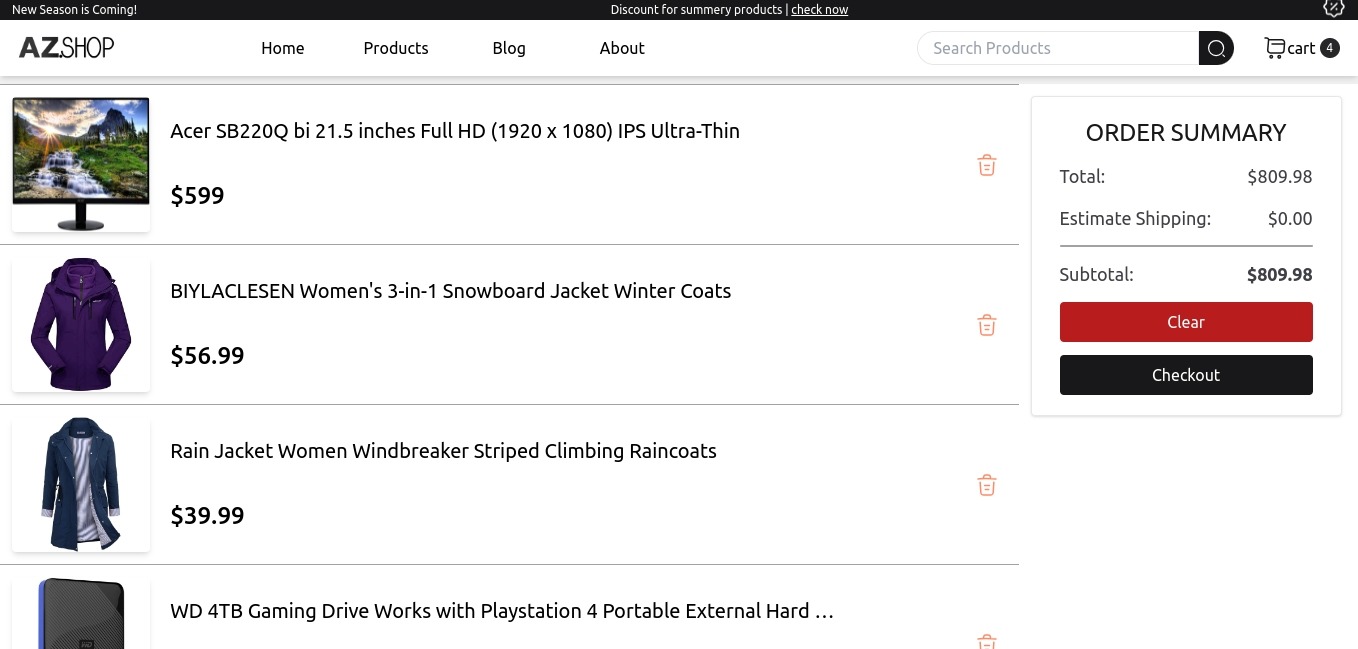 New Season is Coming!
Discount for summery products | check now
AZ.SHOP
Home
Products
Blog
About
Search Products
cart 4
Acer SB220Q bi 21.5 inches Full HD (1920 x 1080) IPS Ultra-Thin
$599
BIYLACLESEN Women's 3-in-1 Snowboard Jacket Winter Coats
$56.99
Rain Jacket Women Windbreaker Striped Climbing Raincoats
$39.99
WD 4TB Gaming Drive Works with Playstation 4 Portable External Hard …
ORDER SUMMARY
Total: $809.98
Estimate Shipping: $0.00
Subtotal: $809.98
Clear
Checkout